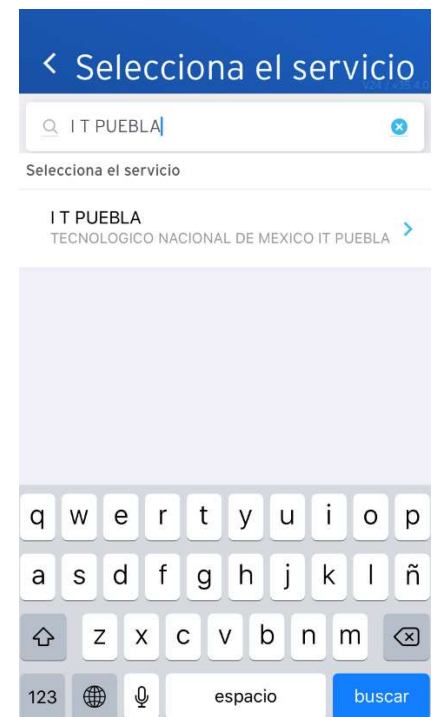 Selecciona el servicio
I T PUEBLA
Selecciona el servicio
I T PUEBLA
TECNOLOGICO NACIONAL DE MEXICO IT PUEBLA
q w e r t y u i o p
a s d f g h j k l ñ
z x c v b n m
123 espacio buscar